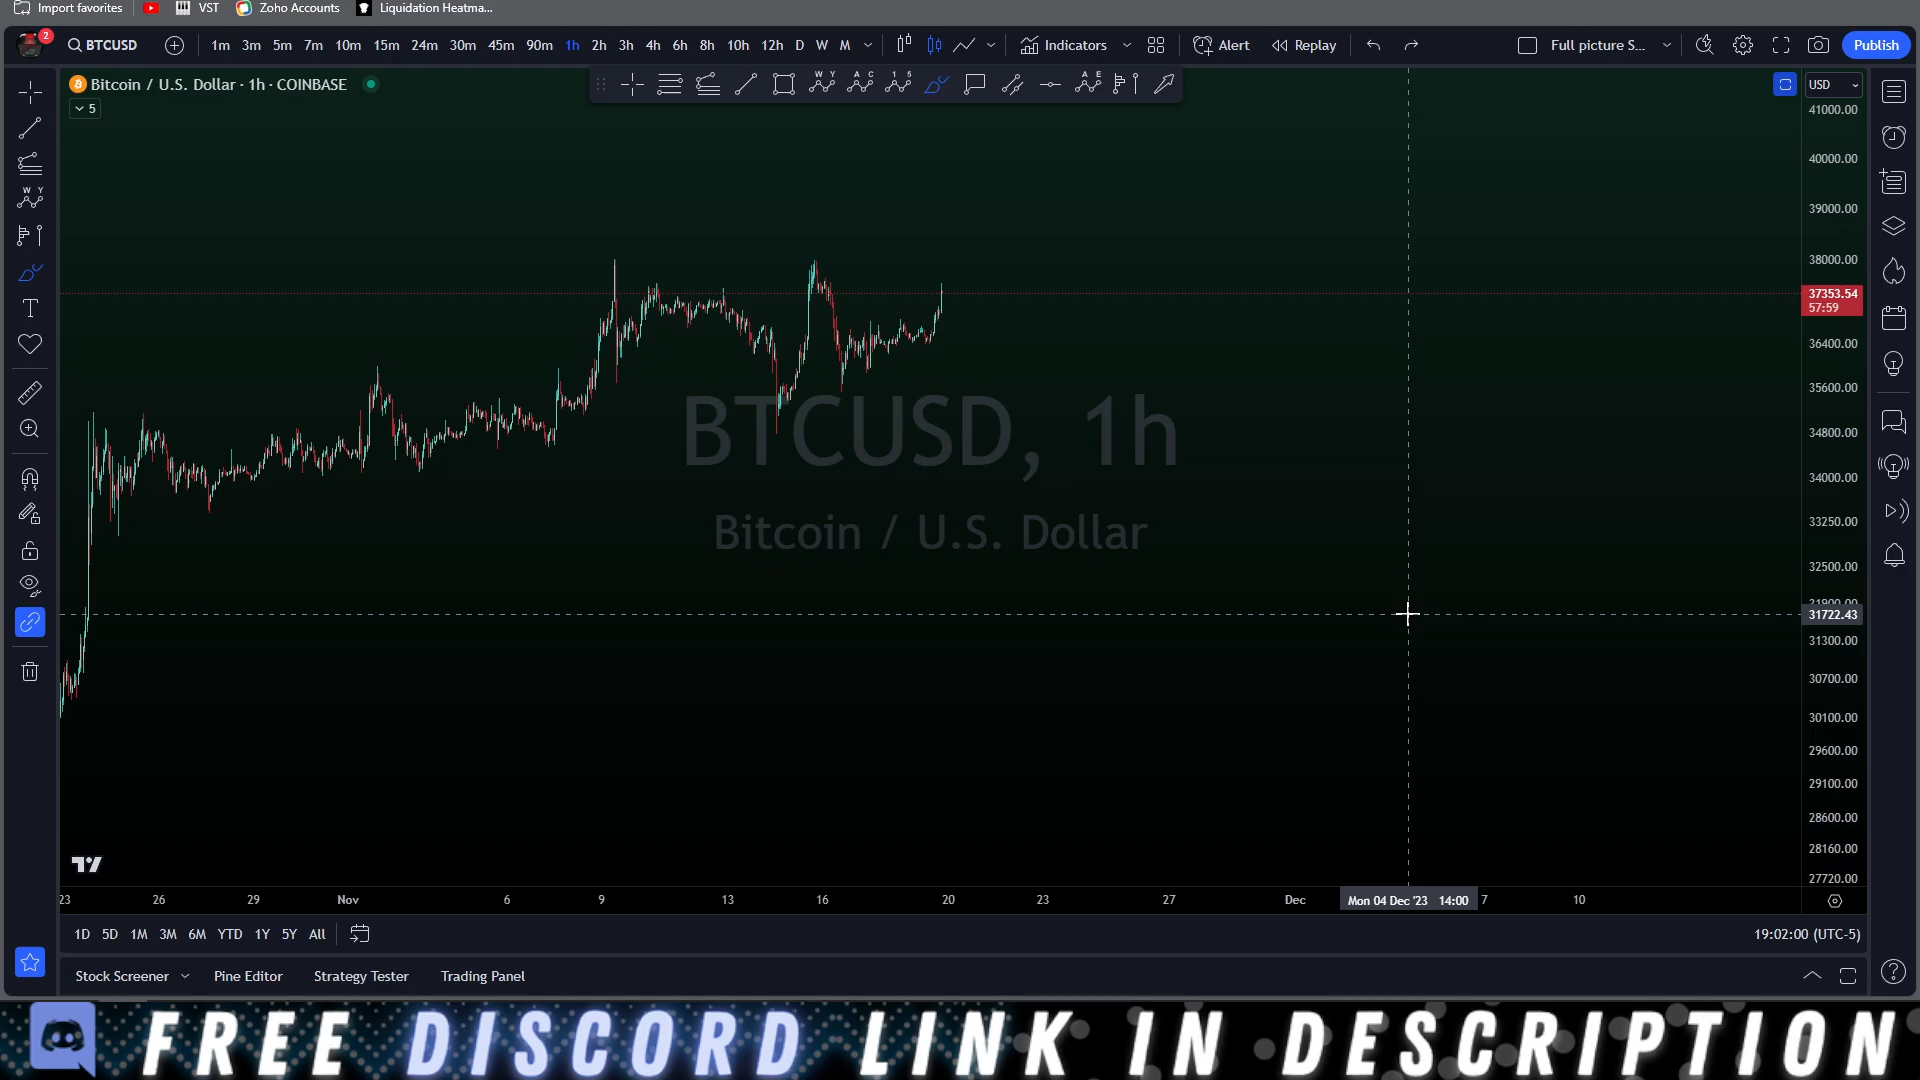 Import favorites VST Zoho Accounts Liquidation Heatma...
2 BTCUSD 1m 3m 5m 7m 10m 15m 24m 30m 45m 90m 1h 2h 3h 4h 6h 8h 10h 12h D W M Indicators Alert Replay Full picture S... Publish
Bitcoin / U.S. Dollar · 1h · COINBASE
W Y A C 1 5 A E
USD
5
41000.00
40000.00
39000.00
38000.00
37353.54
57:59
36400.00
35600.00
34800.00
34000.00
33250.00
32500.00
31900.00
31722.43
31300.00
30700.00
30100.00
29600.00
29100.00
28600.00
28160.00
27720.00
W Y
T
BTCUSD, 1h
Bitcoin / U.S. Dollar
23 26 29 Nov 6 9 13 16 20 23 27 Dec Mon 04 Dec '23 14:00 7 10
1D 5D 1M 3M 6M YTD 1Y 5Y All 19:02:00 (UTC-5)
Stock Screener Pine Editor Strategy Tester Trading Panel
FREE DISCORD LINK IN DESCRIPTION